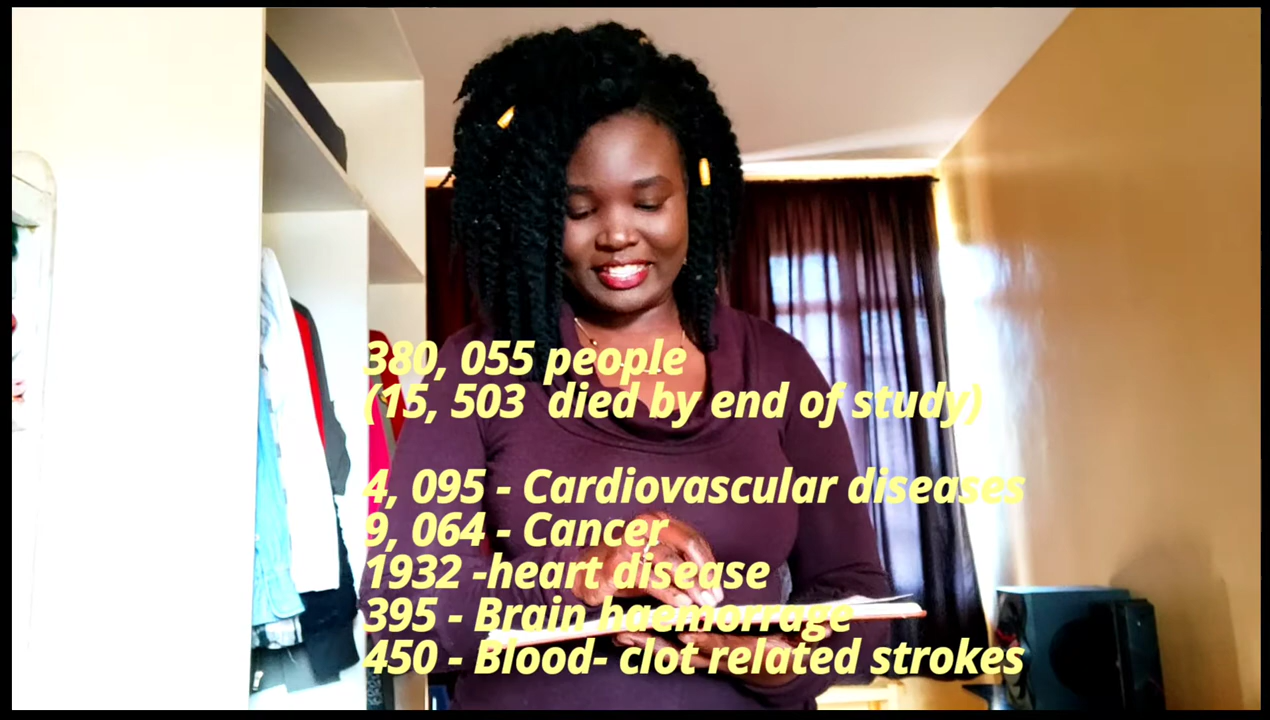 380, 055 people
(15, 503 died by end of study)
4, 095 - Cardiovascular diseases
9, 064 - Cancer
1932 -heart disease
395 - Brain haemorrage
450 - Blood- clot related strokes